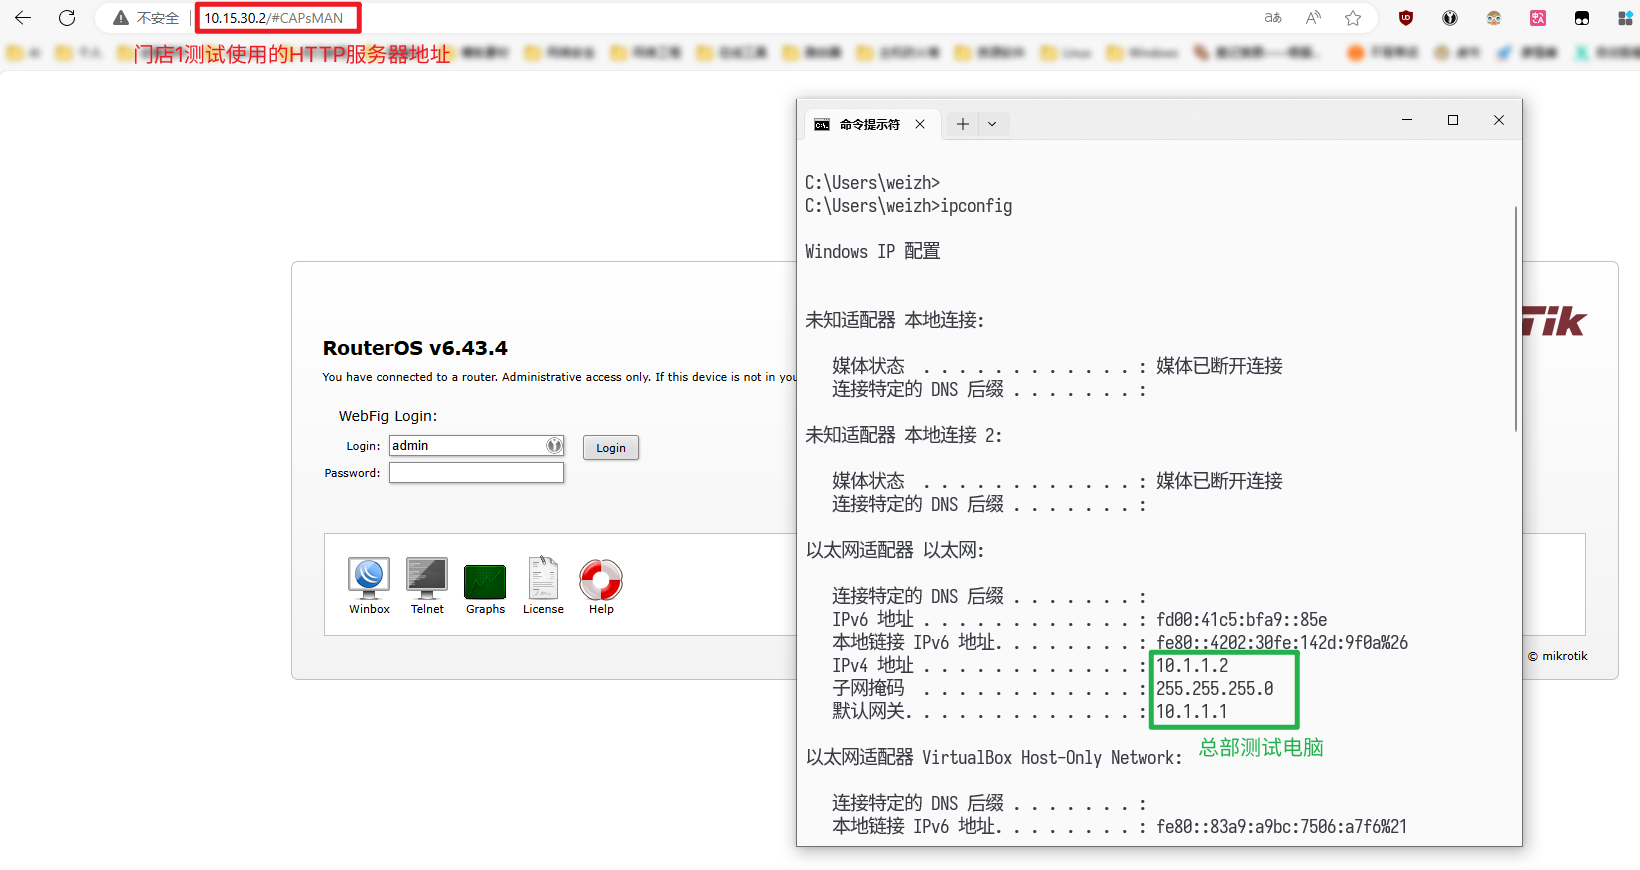 不安全 10.15.30.2/#CAPsMAN
门店1测试使用的HTTP服务器地址
命令提示符
C:\Users\weizh>
C:\Users\weizh>ipconfig
Windows IP 配置
未知适配器 本地连接:
媒体状态 . . . . . . . . . . . . : 媒体已断开连接
连接特定的 DNS 后缀 . . . . . . . :
未知适配器 本地连接 2:
媒体状态 . . . . . . . . . . . . : 媒体已断开连接
连接特定的 DNS 后缀 . . . . . . . :
以太网适配器 以太网:
连接特定的 DNS 后缀 . . . . . . . :
IPv6 地址 . . . . . . . . . . . . : fd00:41c5:bfa9::85e
本地链接 IPv6 地址. . . . . . . . : fe80::4202:30fe:142d:9f0a%26
IPv4 地址 . . . . . . . . . . . . : 10.1.1.2
子网掩码 . . . . . . . . . . . . : 255.255.255.0
默认网关. . . . . . . . . . . . . : 10.1.1.1
总部测试电脑
以太网适配器 VirtualBox Host-Only Network:
连接特定的 DNS 后缀 . . . . . . . :
本地链接 IPv6 地址. . . . . . . . : fe80::83a9:a9bc:7506:a7f6%21
Tik
RouterOS v6.43.4
You have connected to a router. Administrative access only. If this device is not in you
WebFig Login:
Login: admin
Login
Password:
Winbox
Telnet
Graphs
License
Help
© mikrotik